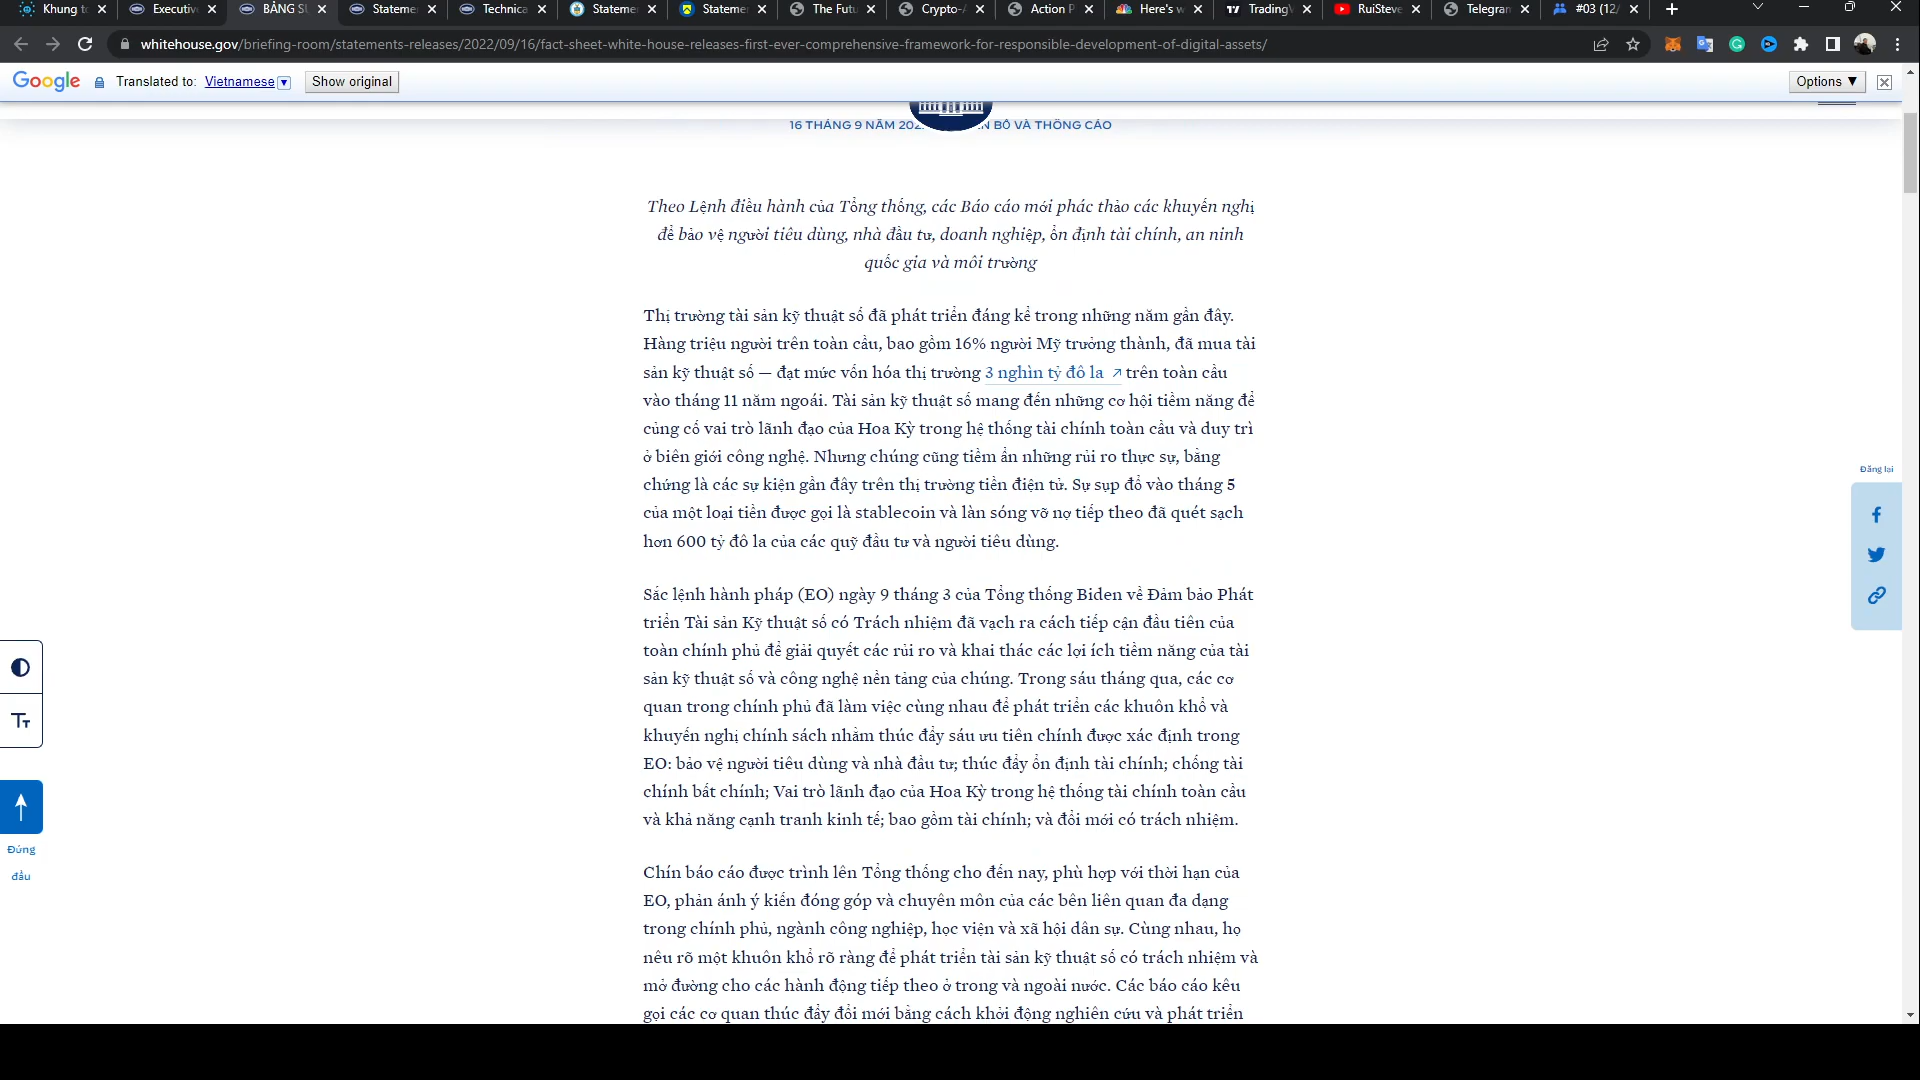 Khung to
Executiv
BẢNG SỰ
Stateme
Technica
Stateme
Stateme
The Futu
Crypto-A
Action P
Here's w
TradingV
RuiSteve
Telegram
#03 (12/
whitehouse.gov/briefing-room/statements-releases/2022/09/16/fact-sheet-white-house-releases-first-ever-comprehensive-framework-for-responsible-development-of-digital-assets/
Google Translated to: Vietnamese Show original Options ▼
16 THÁNG 9 NĂM 202
BỐ VÀ THÔNG CÁO
Theo Lệnh điều hành của Tổng thống, các Báo cáo mới phác thảo các khuyến nghị
để bảo vệ người tiêu dùng, nhà đầu tư, doanh nghiệp, ổn định tài chính, an ninh
quốc gia và môi trường
Thị trường tài sản kỹ thuật số đã phát triển đáng kể trong những năm gần đây.
Hàng triệu người trên toàn cầu, bao gồm 16% người Mỹ trưởng thành, đã mua tài
sản kỹ thuật số — đạt mức vốn hóa thị trường 3 nghìn tỷ đô la trên toàn cầu
vào tháng 11 năm ngoái. Tài sản kỹ thuật số mang đến những cơ hội tiềm năng để
củng cố vai trò lãnh đạo của Hoa Kỳ trong hệ thống tài chính toàn cầu và duy trì
ở biên giới công nghệ. Nhưng chúng cũng tiềm ẩn những rủi ro thực sự, bằng
chứng là các sự kiện gần đây trên thị trường tiền điện tử. Sự sụp đổ vào tháng 5
của một loại tiền được gọi là stablecoin và làn sóng vỡ nợ tiếp theo đã quét sạch
hơn 600 tỷ đô la của các quỹ đầu tư và người tiêu dùng.
Sắc lệnh hành pháp (EO) ngày 9 tháng 3 của Tổng thống Biden về Đảm bảo Phát
triển Tài sản Kỹ thuật số có Trách nhiệm đã vạch ra cách tiếp cận đầu tiên của
toàn chính phủ để giải quyết các rủi ro và khai thác các lợi ích tiềm năng của tài
sản kỹ thuật số và công nghệ nền tảng của chúng. Trong sáu tháng qua, các cơ
quan trong chính phủ đã làm việc cùng nhau để phát triển các khuôn khổ và
khuyến nghị chính sách nhằm thúc đẩy sáu ưu tiên chính được xác định trong
EO: bảo vệ người tiêu dùng và nhà đầu tư; thúc đẩy ổn định tài chính; chống tài
chính bất chính; Vai trò lãnh đạo của Hoa Kỳ trong hệ thống tài chính toàn cầu
và khả năng cạnh tranh kinh tế; bao gồm tài chính; và đổi mới có trách nhiệm.
Chín báo cáo được trình lên Tổng thống cho đến nay, phù hợp với thời hạn của
EO, phản ánh ý kiến đóng góp và chuyên môn của các bên liên quan đa dạng
trong chính phủ, ngành công nghiệp, học viện và xã hội dân sự. Cùng nhau, họ
nêu rõ một khuôn khổ rõ ràng để phát triển tài sản kỹ thuật số có trách nhiệm và
mở đường cho các hành động tiếp theo ở trong và ngoài nước. Các báo cáo kêu
gọi các cơ quan thúc đẩy đổi mới bằng cách khởi động nghiên cứu và phát triển
Đăng lại
Tт
Đứng
đầu